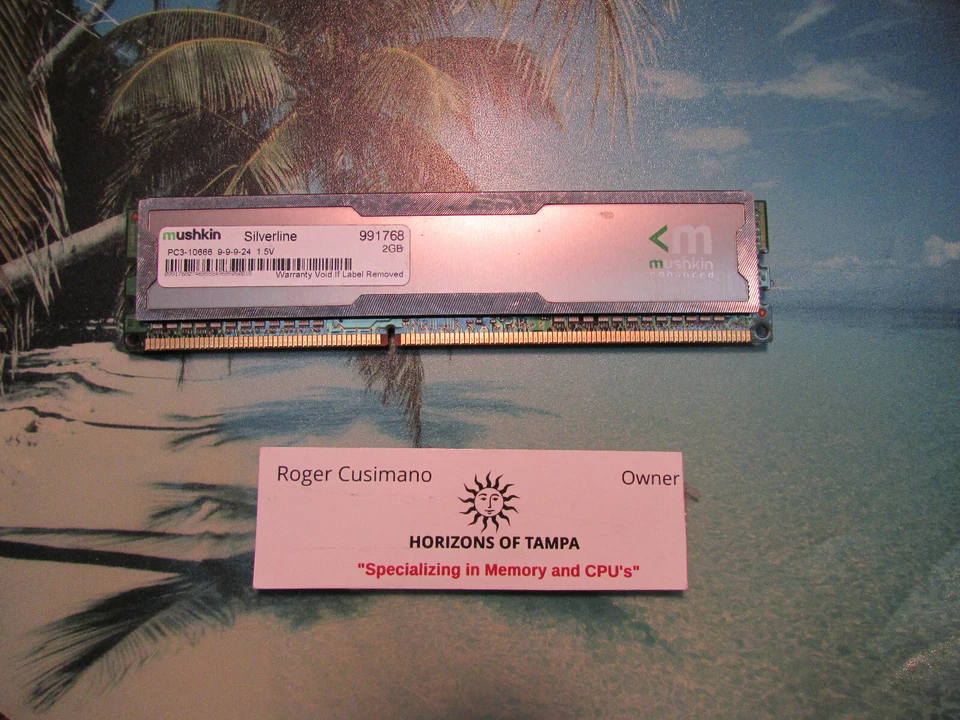 mushkin Silverline 991768
PC3-10666 9-9-9-24 1.5V 2GB
Warranty Void If Label Removed
<m
mushkin
enhanced
Roger Cusimano Owner
HORIZONS OF TAMPA
"Specializing in Memory and CPU's"